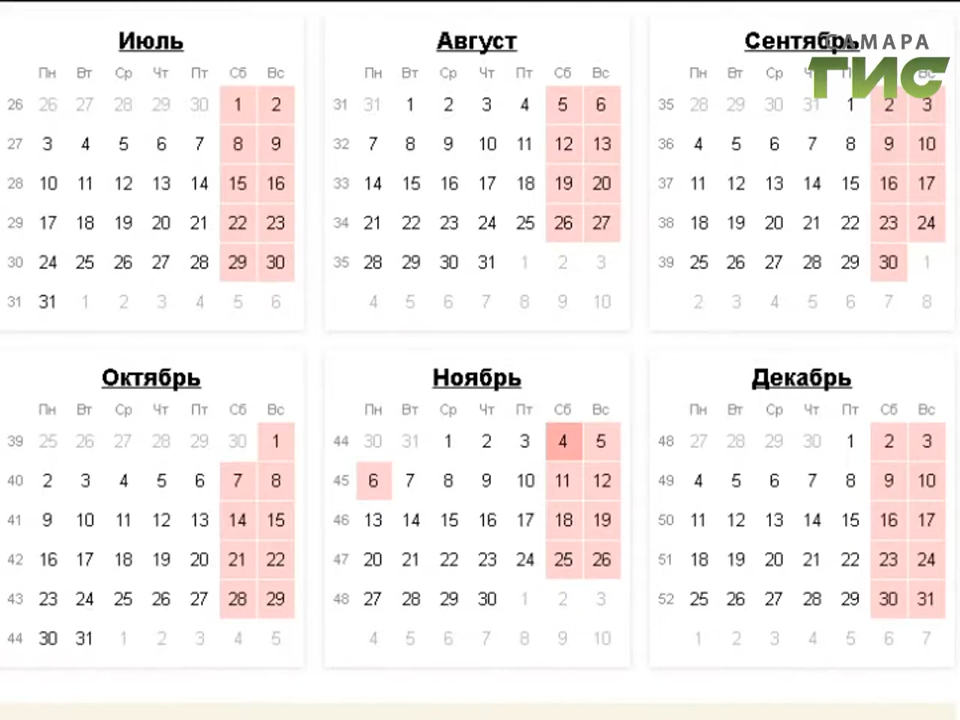 Июль
Пн Вт Ср Чт Пт Сб Вс
26 26 27 28 29 30 1 2
27 3 4 5 6 7 8 9
28 10 11 12 13 14 15 16
29 17 18 19 20 21 22 23
30 24 25 26 27 28 29 30
31 31 1 2 3 4 5 6
Август
Пн Вт Ср Чт Пт Сб Вс
31 31 1 2 3 4 5 6
32 7 8 9 10 11 12 13
33 14 15 16 17 18 19 20
34 21 22 23 24 25 26 27
35 28 29 30 31 1 2 3
4 5 6 7 8 9 10
Сентябрь
САМАРА
ГИС
Пн Вт Ср Чт Вс
35 28 29 30 31 1 2 3
36 4 5 6 7 8 9 10
37 11 12 13 14 15 16 17
38 18 19 20 21 22 23 24
39 25 26 27 28 29 30 1
2 3 4 5 6 7 8
Октябрь
Пн Вт Ср Чт Пт Сб Вс
39 25 26 27 28 29 30 1
40 2 3 4 5 6 7 8
41 9 10 11 12 13 14 15
42 16 17 18 19 20 21 22
43 23 24 25 26 27 28 29
44 30 31 1 2 3 4 5
Ноябрь
Пн Вт Ср Чт Пт Сб Вс
44 30 31 1 2 3 4 5
45 6 7 8 9 10 11 12
46 13 14 15 16 17 18 19
47 20 21 22 23 24 25 26
48 27 28 29 30 1 2 3
4 5 6 7 8 9 10
Декабрь
Пн Вт Ср Чт Пт Сб Вс
48 27 28 29 30 1 2 3
49 4 5 6 7 8 9 10
50 11 12 13 14 15 16 17
51 18 19 20 21 22 23 24
52 25 26 27 28 29 30 31
1 2 3 4 5 6 7